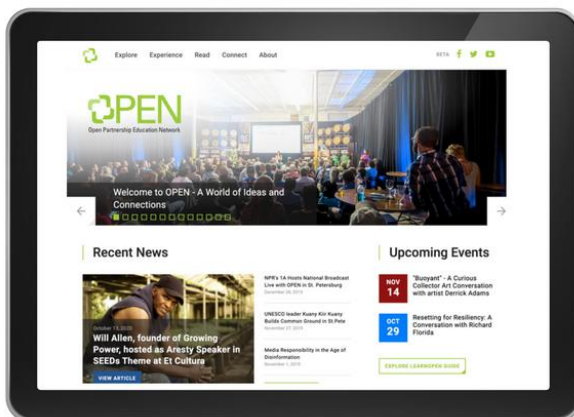 Explore Experience Read Connect About BETA
OPEN
Open Partnership Education Network
Welcome to OPEN - A World of Ideas and
Connections
Recent News
October 13, 2020
Will Allen, founder of Growing
Power, hosted as Aresty Speaker in
SEEDs Theme at Et Cultura
VIEW ARTICLE
NPR's 1A Hosts National Broadcast
Live with OPEN in St. Petersburg
UNESCO leader Kuany Kiir Kuany
Builds Common Ground in St.Pete
Media Responsibility in the Age of
Disinformation
Upcoming Events
NOV
14
"Buoyant" - A Curious
Collector Art Conversation
with artist Derrick Adams
OCT
29
Resetting for Resiliency: A
Conversation with Richard
Florida
EXPLORE LEARNOPEN GUIDE